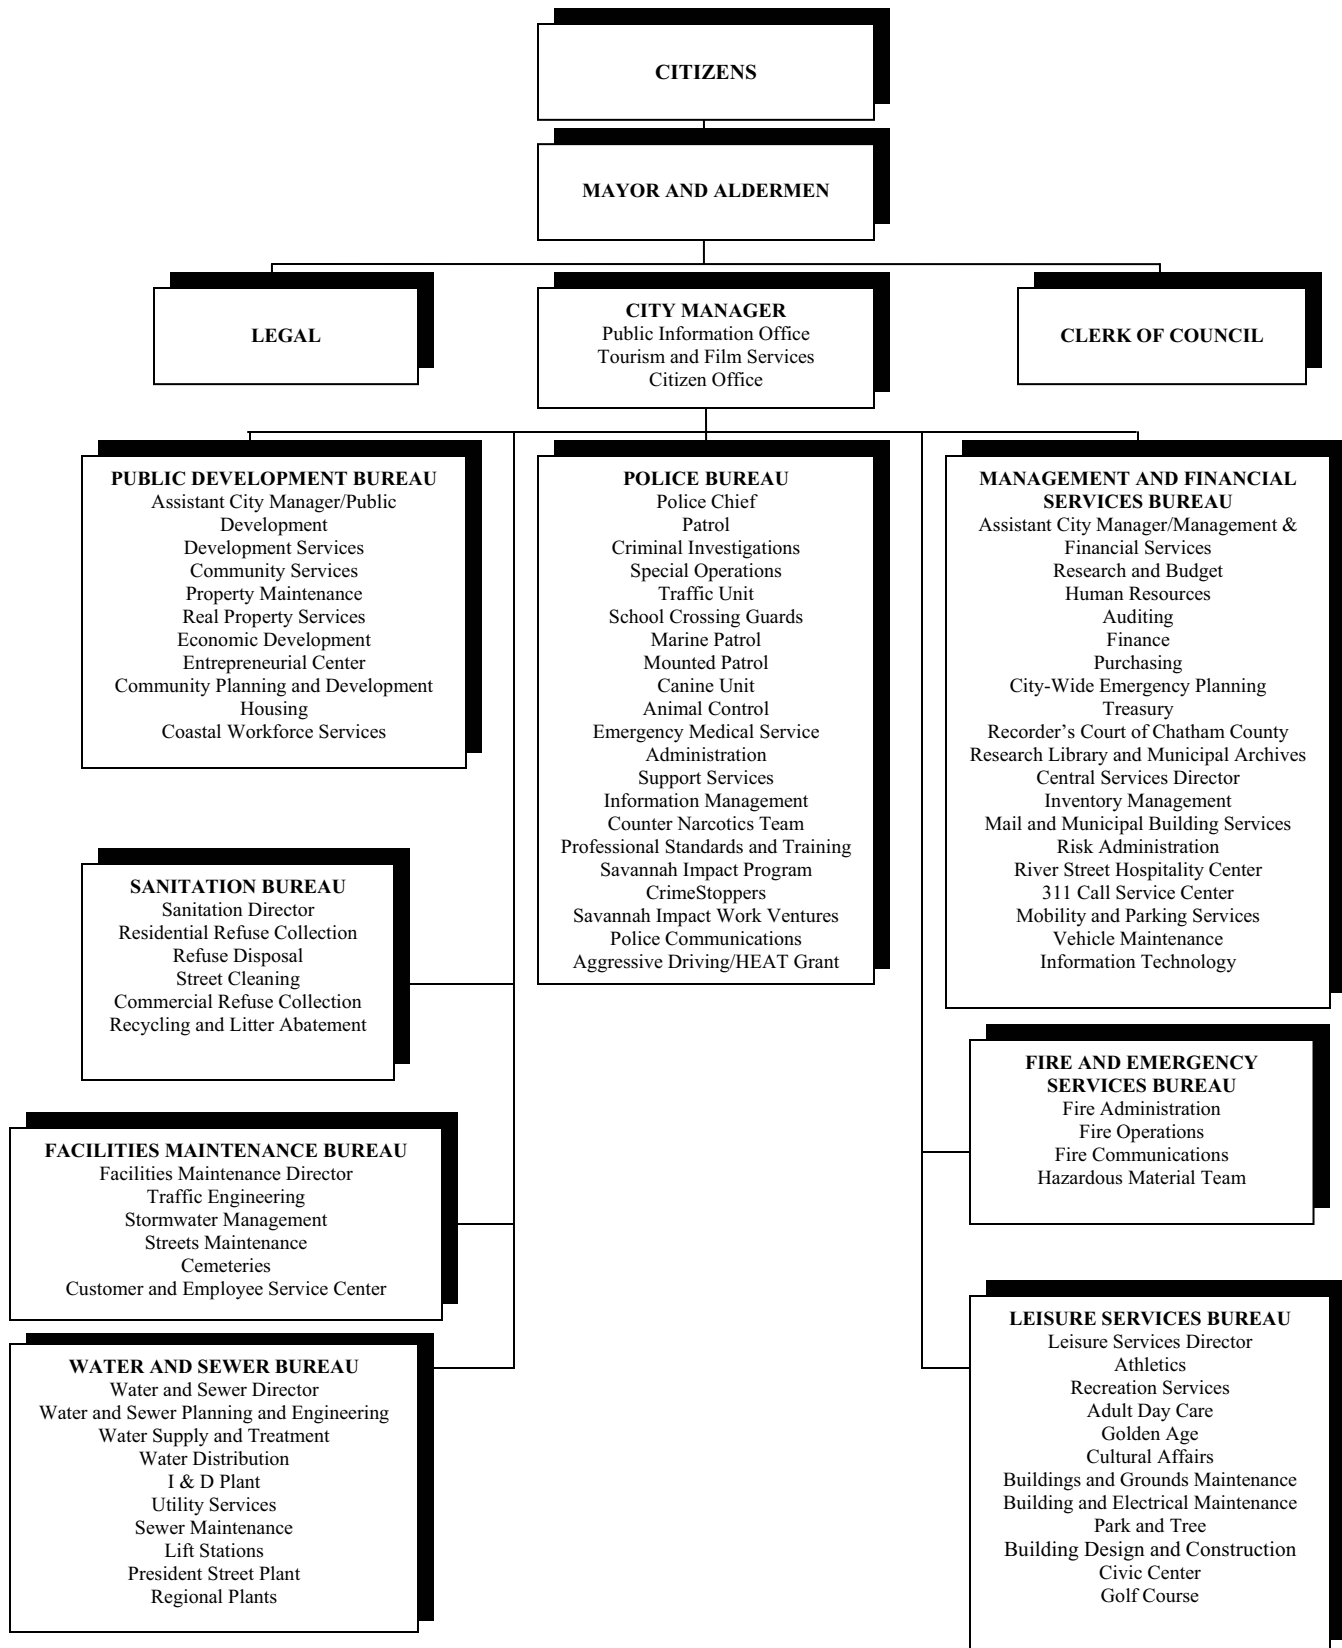 CITIZENS
MAYOR AND ALDERMEN
LEGAL
CITY MANAGER
Public Information Office
Tourism and Film Services
Citizen Office
CLERK OF COUNCIL
PUBLIC DEVELOPMENT BUREAU
Assistant City Manager/Public
Development
Development Services
Community Services
Property Maintenance
Real Property Services
Economic Development
Entrepreneurial Center
Community Planning and Development
Housing
Coastal Workforce Services
POLICE BUREAU
Police Chief
Patrol
Criminal Investigations
Special Operations
Traffic Unit
School Crossing Guards
Marine Patrol
Mounted Patrol
Canine Unit
Animal Control
Emergency Medical Service
Administration
Support Services
Information Management
Counter Narcotics Team
Professional Standards and Training
Savannah Impact Program
CrimeStoppers
Savannah Impact Work Ventures
Police Communications
Aggressive Driving/HEAT Grant
MANAGEMENT AND FINANCIAL
SERVICES BUREAU
Assistant City Manager/Management &
Financial Services
Research and Budget
Human Resources
Auditing
Finance
Purchasing
City-Wide Emergency Planning
Treasury
Recorder’s Court of Chatham County
Research Library and Municipal Archives
Central Services Director
Inventory Management
Mail and Municipal Building Services
Risk Administration
River Street Hospitality Center
311 Call Service Center
Mobility and Parking Services
Vehicle Maintenance
Information Technology
SANITATION BUREAU
Sanitation Director
Residential Refuse Collection
Refuse Disposal
Street Cleaning
Commercial Refuse Collection
Recycling and Litter Abatement
FIRE AND EMERGENCY
SERVICES BUREAU
Fire Administration
Fire Operations
Fire Communications
Hazardous Material Team
FACILITIES MAINTENANCE BUREAU
Facilities Maintenance Director
Traffic Engineering
Stormwater Management
Streets Maintenance
Cemeteries
Customer and Employee Service Center
WATER AND SEWER BUREAU
Water and Sewer Director
Water and Sewer Planning and Engineering
Water Supply and Treatment
Water Distribution
I & D Plant
Utility Services
Sewer Maintenance
Lift Stations
President Street Plant
Regional Plants
LEISURE SERVICES BUREAU
Leisure Services Director
Athletics
Recreation Services
Adult Day Care
Golden Age
Cultural Affairs
Buildings and Grounds Maintenance
Building and Electrical Maintenance
Park and Tree
Building Design and Construction
Civic Center
Golf Course